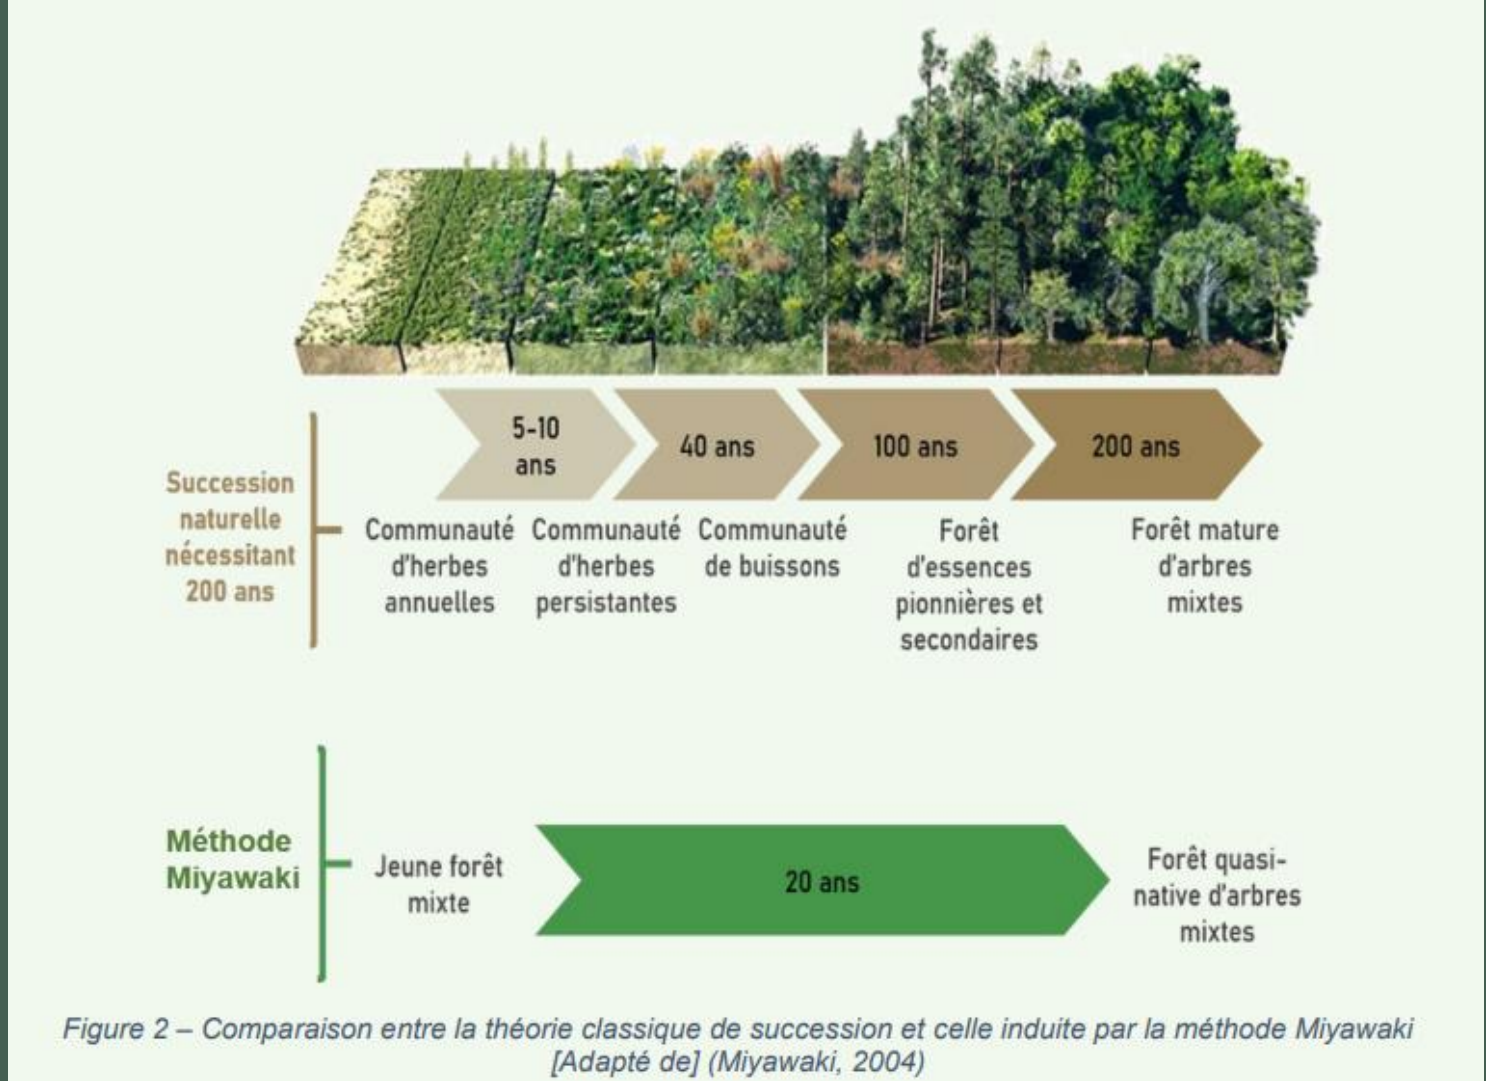 5-10
ans
40 ans
100 ans
200 ans
Succession
naturelle
nécessitant
200 ans
Communauté
d'herbes
annuelles
Communauté
d'herbes
persistantes
Communauté
de buissons
Forêt
d'essences
pionnières et
secondaires
Forêt mature
d'arbres
mixtes
Méthode
Miyawaki
Jeune forêt
mixte
20 ans
Forêt quasi-
native d'arbres
mixtes
Figure 2 – Comparaison entre la théorie classique de succession et celle induite par la méthode Miyawaki
[Adapté de] (Miyawaki, 2004)